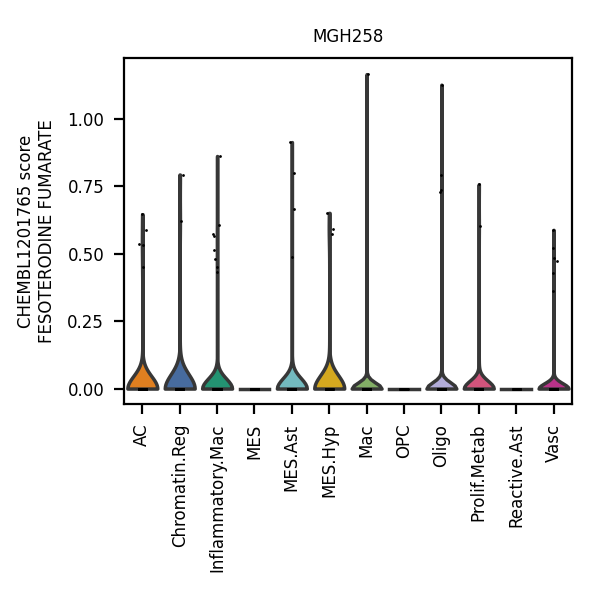 MGH258
CHEMBL1201765 score
FESOTERODINE FUMARATE
1.00
0.75
0.50
0.25
0.00
AC
Chromatin.Reg
Inflammatory.Mac
MES
MES.Ast
MES.Hyp
Mac
OPC
Oligo
Prolif.Metab
Reactive.Ast
Vasc